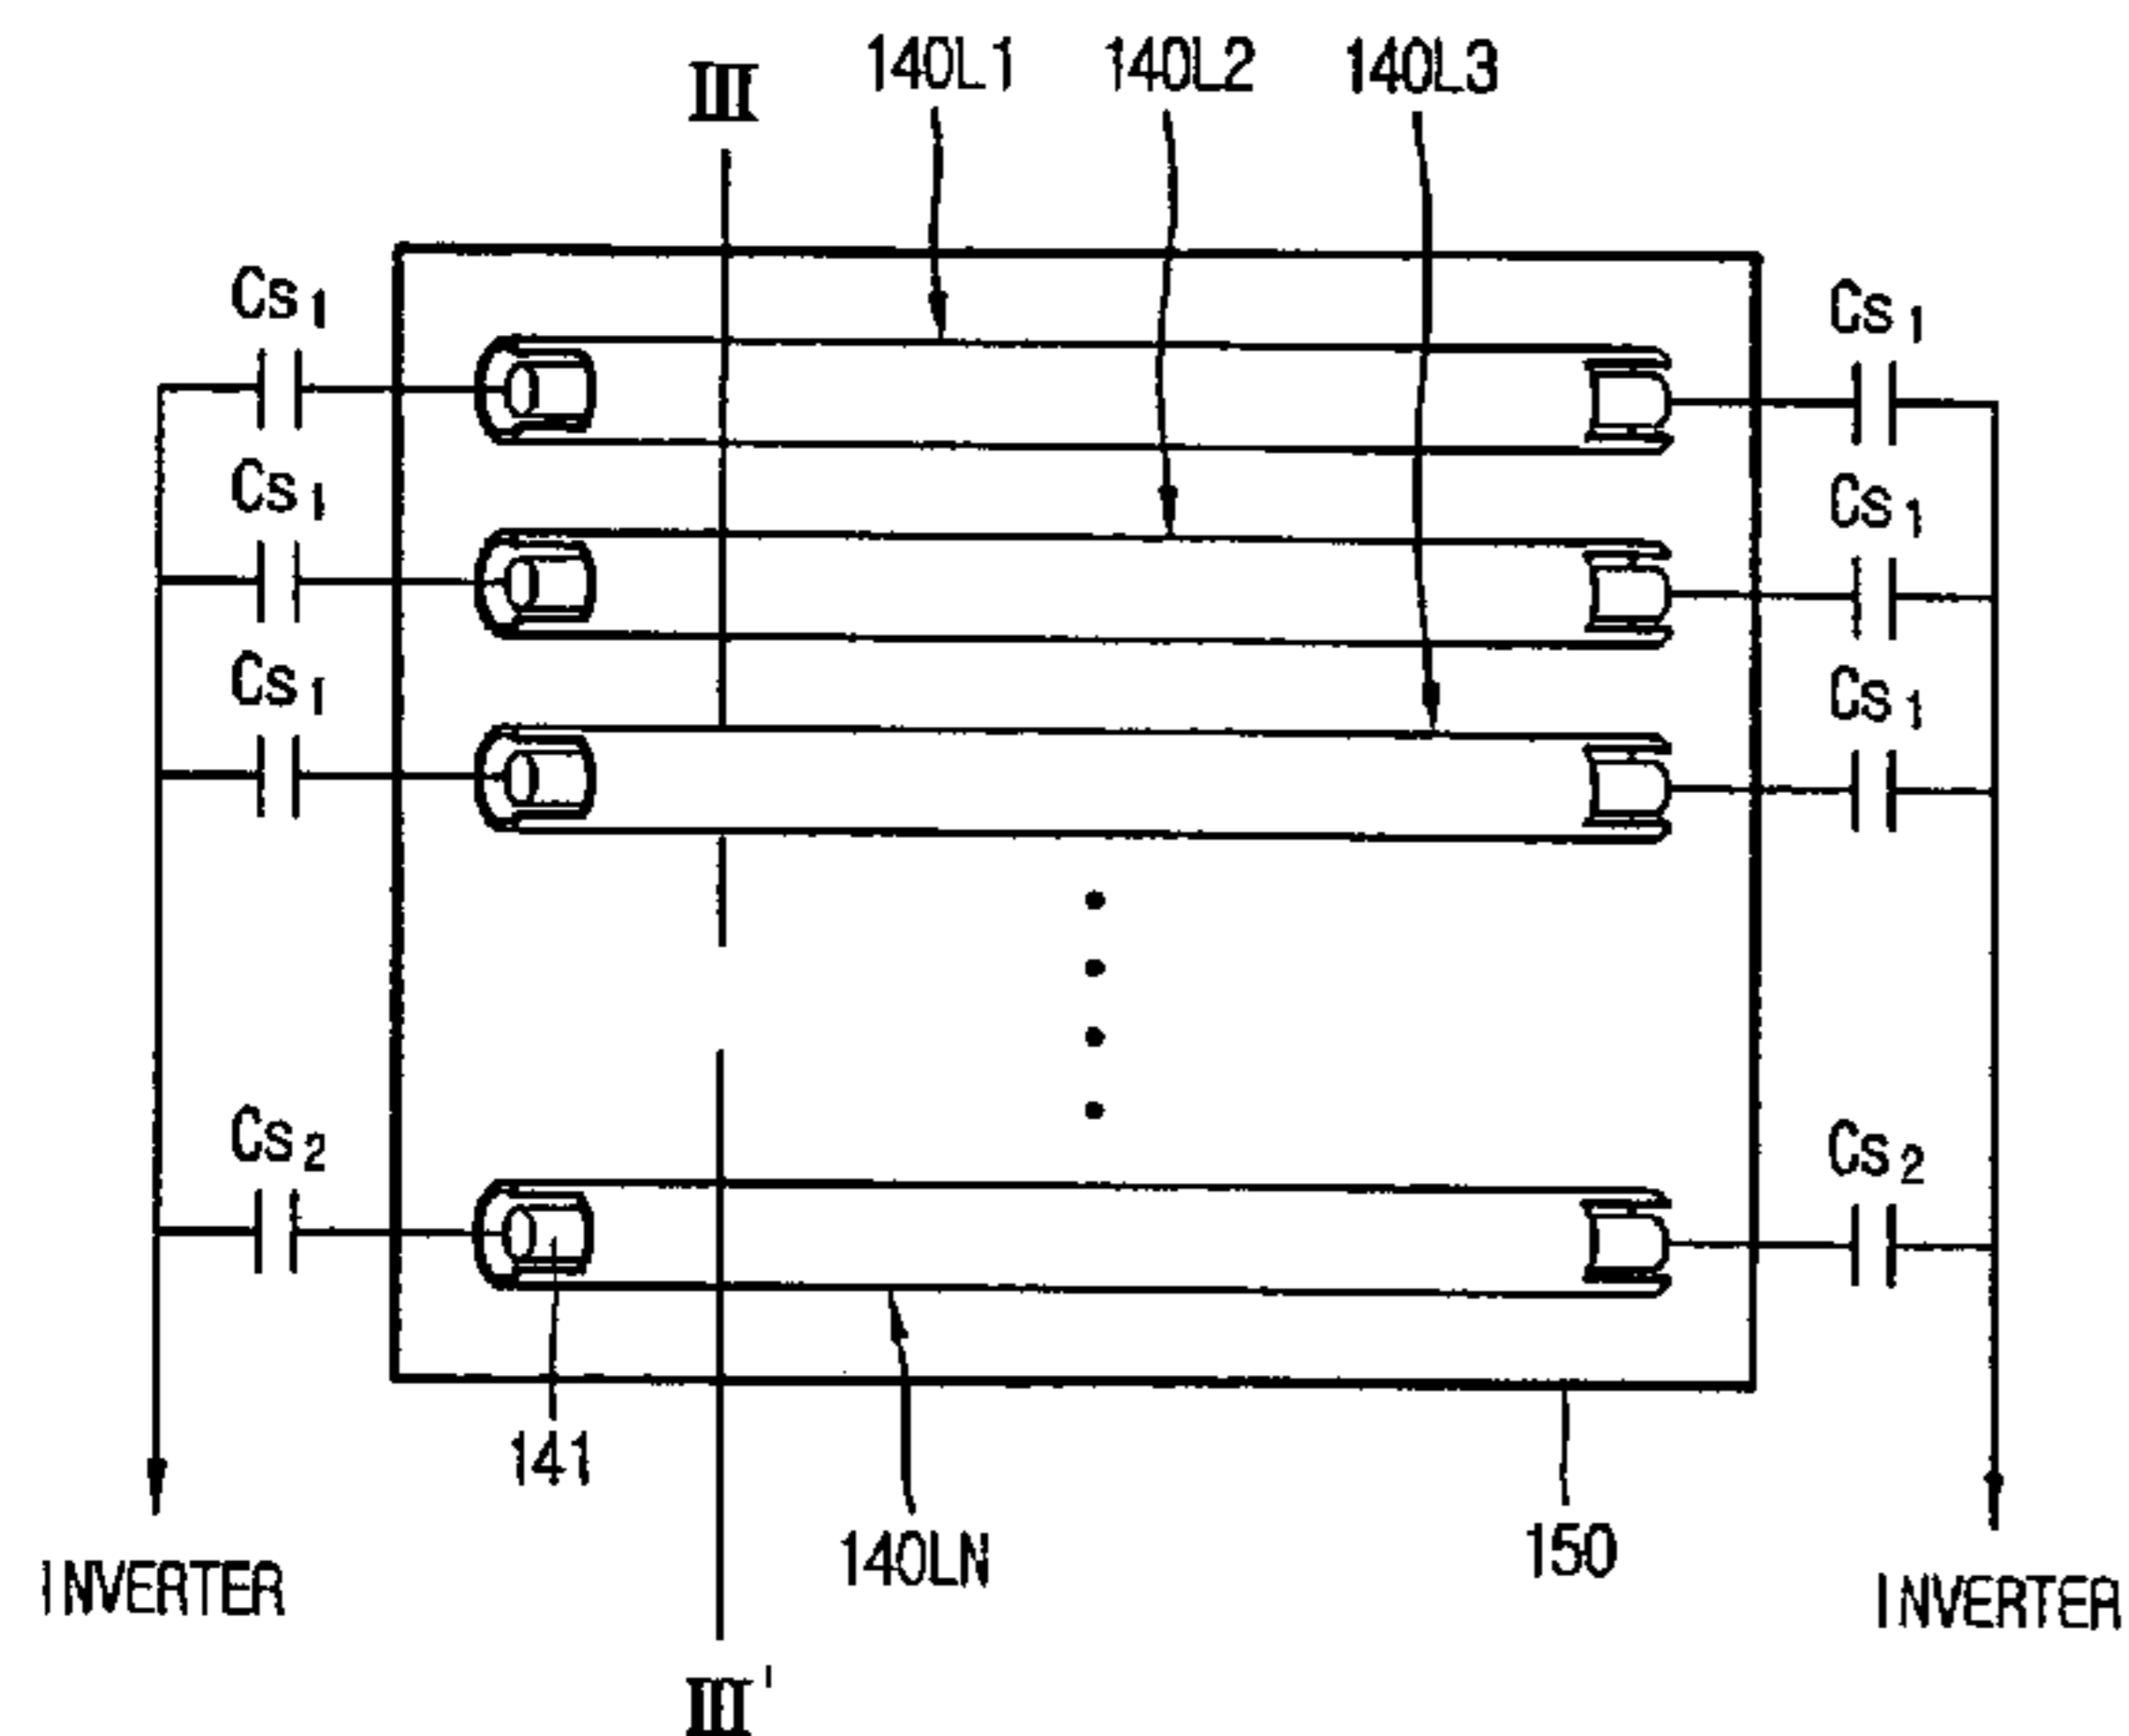 III 140L1 140L2 140L3
Cs1 Cs1
Cs1 Cs1
Cs1 Cs1
Cs2 Cs2
141 140LN 150
INVERTER INVERTER
III'